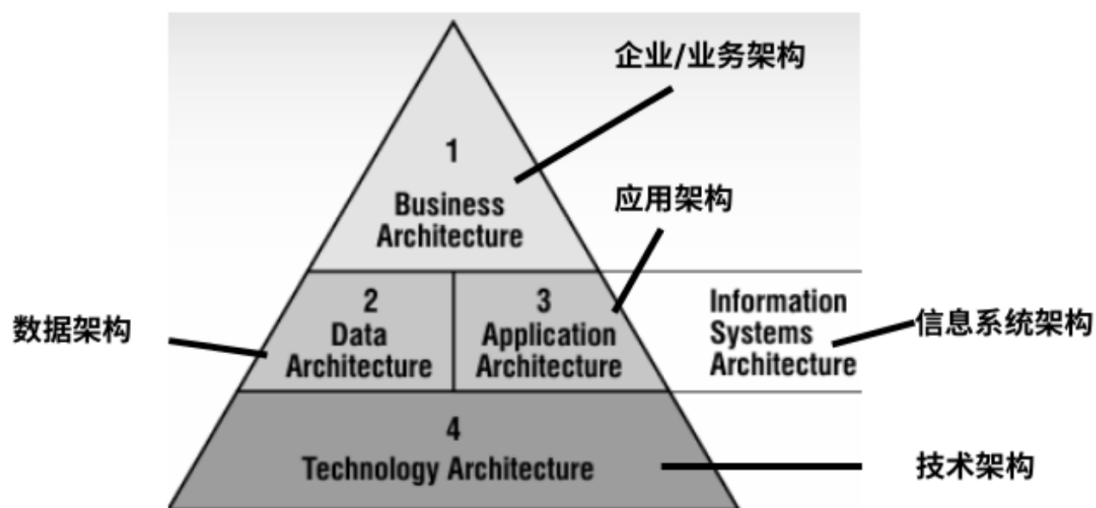 企业/业务架构
1
Business
Architecture
应用架构
2
Data
Architecture
3
Application
Architecture
Information
Systems
Architecture
数据架构
信息系统架构
4
Technology Architecture
技术架构